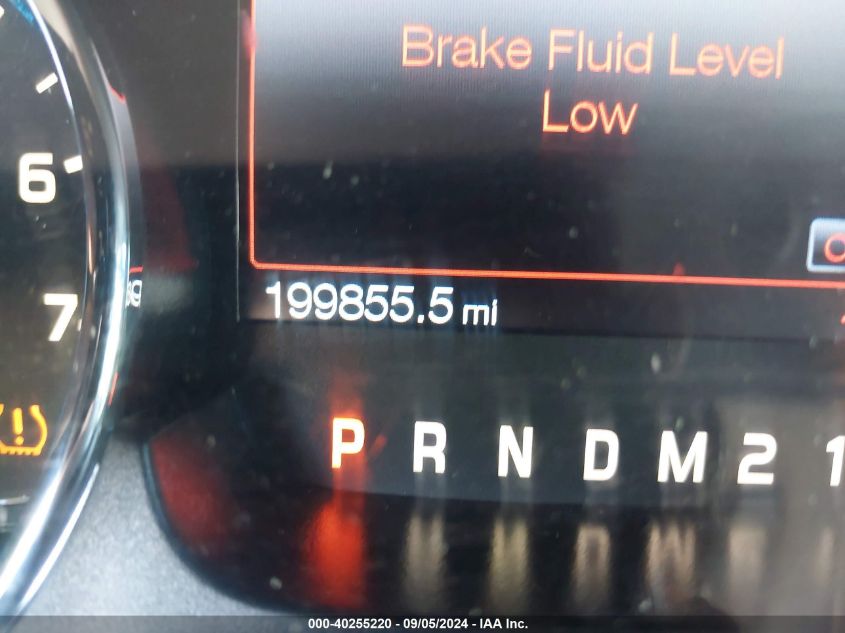 Brake Fluid Level
Low
6
199855.5 mi
7
P R N D M 2 1
000-40255220 - 09/05/2024 - IAA Inc.